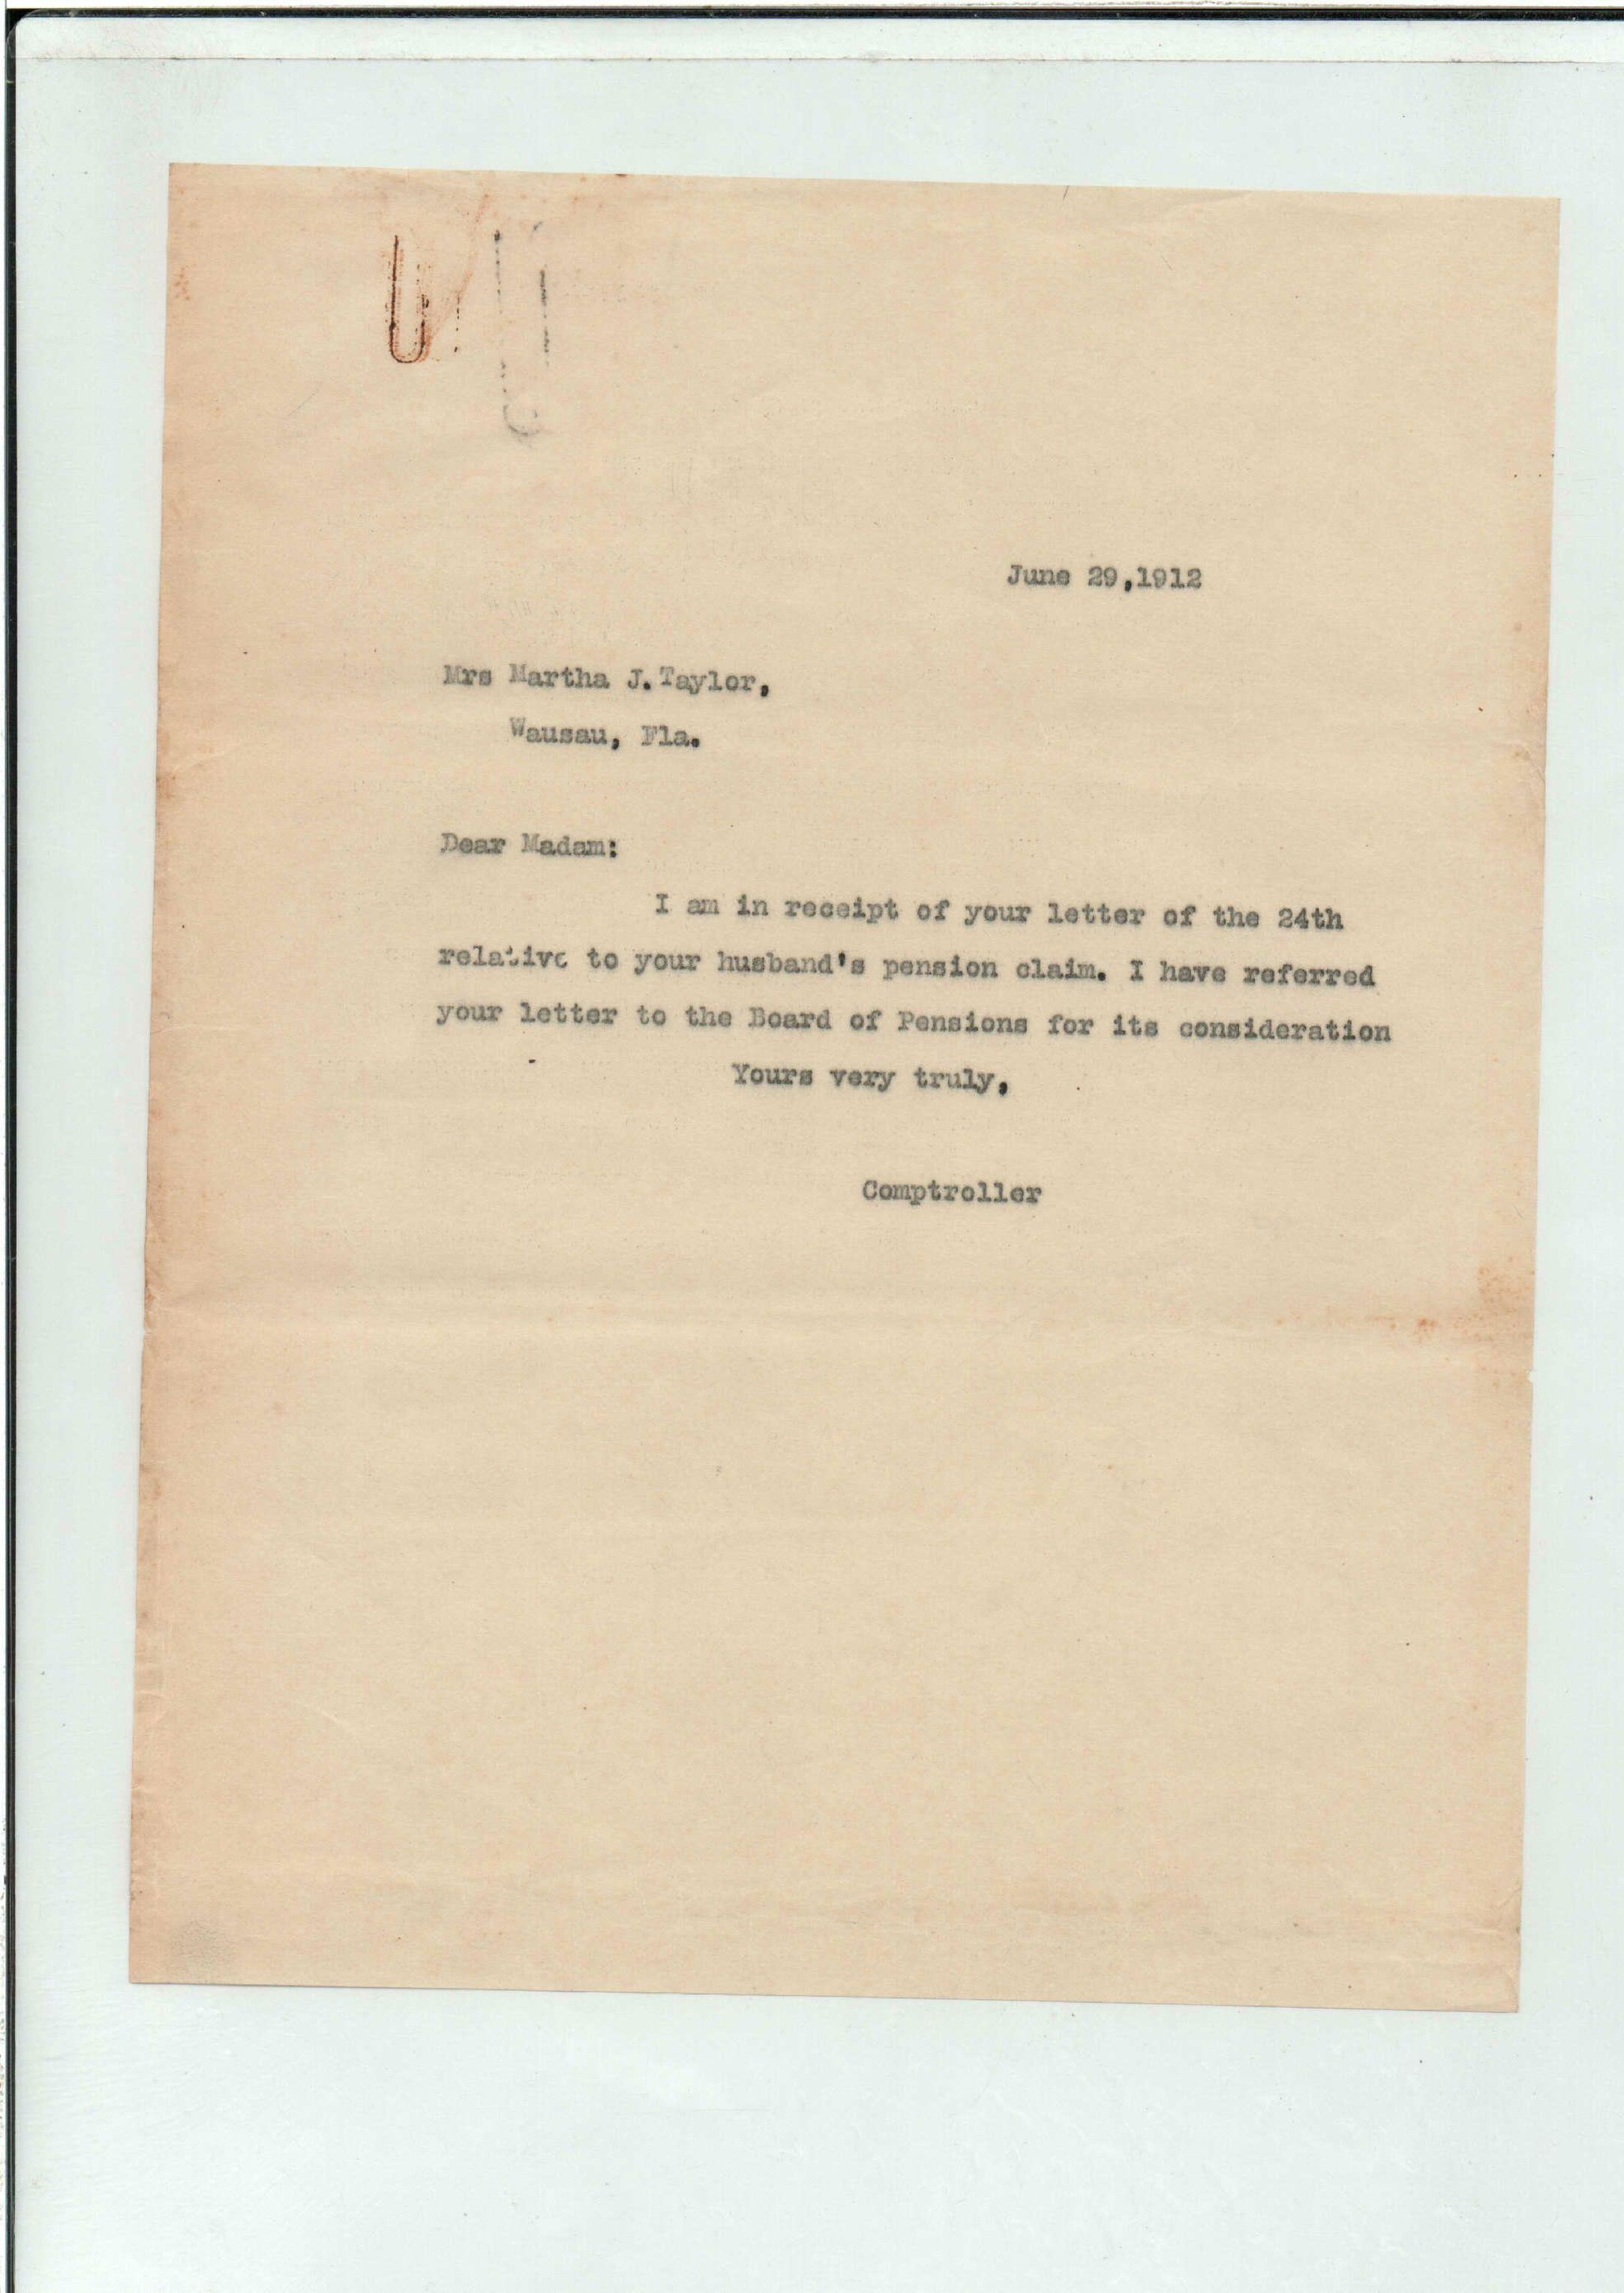 June 29,1912
Mrs Martha J. Taylor,
Wausau, Fla.
Dear Madam:
I am in receipt of your letter of the 24th
relative to your husband's pension claim. I have referred
your letter to the Board of Pensions for its consideration
Yours very truly,
Comptroller